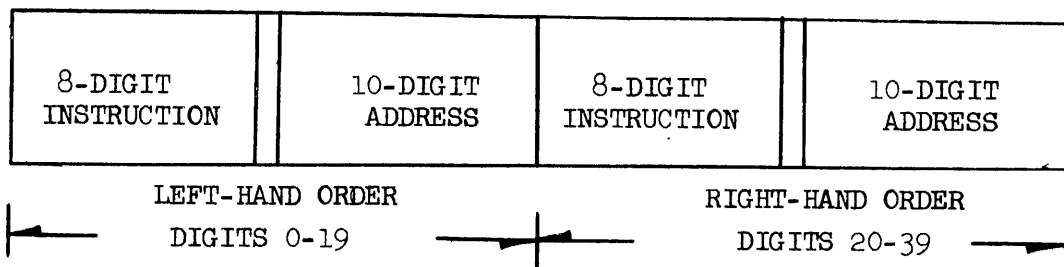 8-DIGIT 10-DIGIT 8-DIGIT 10-DIGIT
INSTRUCTION ADDRESS INSTRUCTION ADDRESS
LEFT-HAND ORDER RIGHT-HAND ORDER
DIGITS 0-19 DIGITS 20-39